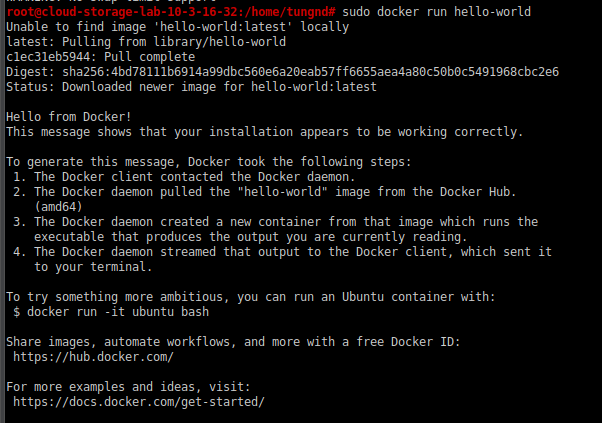 root@cloud-storage-lab-10-3-16-32:/home/tungnd# sudo docker run hello-world
Unable to find image 'hello-world:latest' locally
latest: Pulling from library/hello-world
c1ec31eb5944: Pull complete
Digest: sha256:4bd78111b6914a99dbc560e6a20eab57ff6655aea4a80c50b0c5491968cbc2e6
Status: Downloaded newer image for hello-world:latest
Hello from Docker!
This message shows that your installation appears to be working correctly.
To generate this message, Docker took the following steps:
1. The Docker client contacted the Docker daemon.
2. The Docker daemon pulled the "hello-world" image from the Docker Hub.
(amd64)
3. The Docker daemon created a new container from that image which runs the
executable that produces the output you are currently reading.
4. The Docker daemon streamed that output to the Docker client, which sent it
to your terminal.
To try something more ambitious, you can run an Ubuntu container with:
$ docker run -it ubuntu bash
Share images, automate workflows, and more with a free Docker ID:
https://hub.docker.com/
For more examples and ideas, visit:
https://docs.docker.com/get-started/